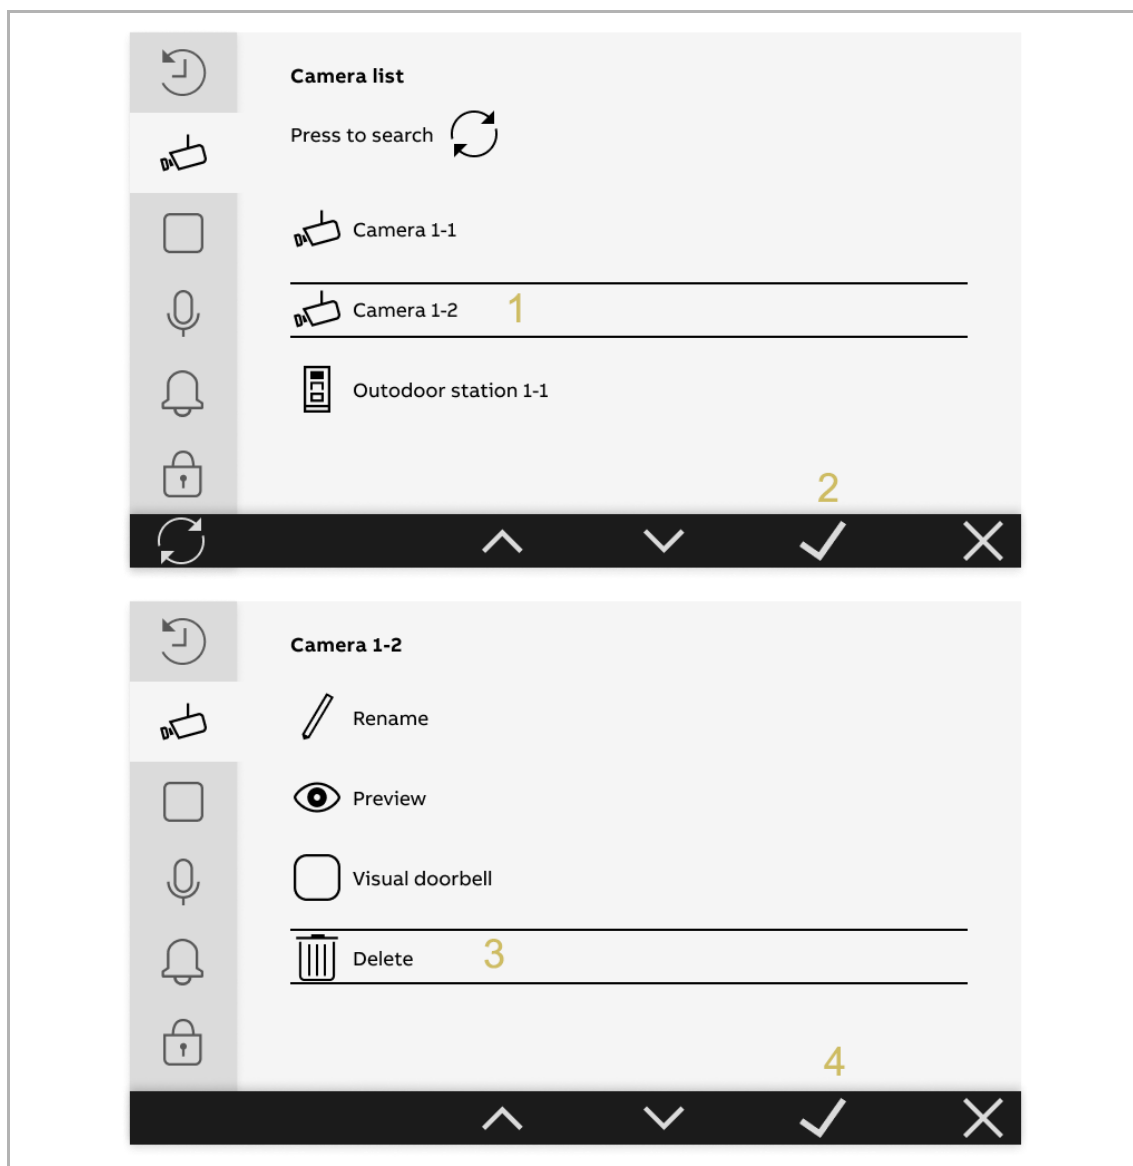 Camera list
Press to search
Camera 1-1
Camera 1-2 1
Outodoor station 1-1
2
Camera 1-2
Rename
Preview
Visual doorbell
Delete 3
4